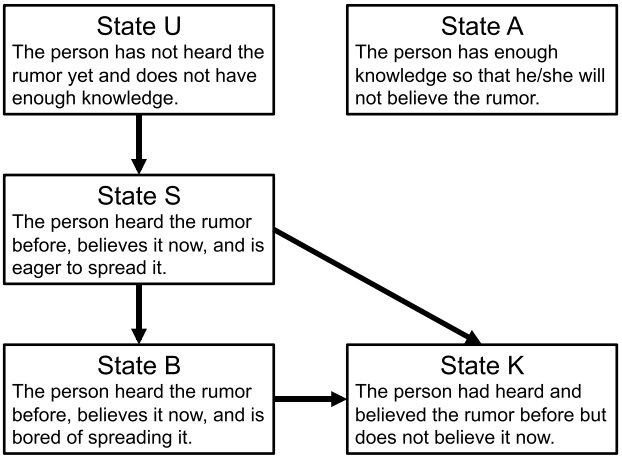 State U
The person has not heard the
rumor yet and does not have
enough knowledge.
State A
The person has enough
knowledge so that he/she will
not believe the rumor.
State S
The person heard the rumor
before, believes it now, and is
eager to spread it.
State B
The person heard the rumor
before, believes it now, and is
bored of spreading it.
State K
The person had heard and
believed the rumor before but
does not believe it now.